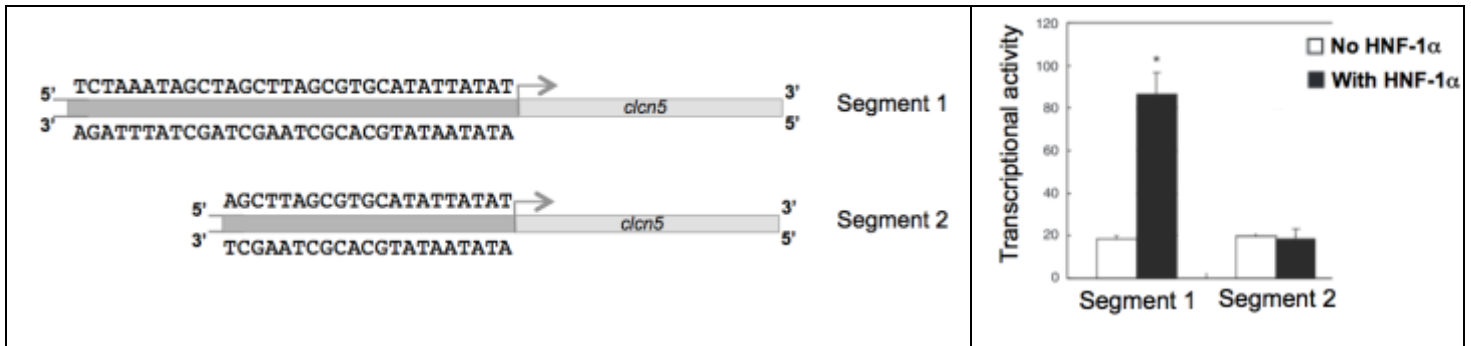 TCTAAATAGCTAGCTTAGCGTGCATATTATAT
5’ 3’
clcn5 Segment 1
3’ 5’
AGATTTATCGATCGAATCGCACGTATAATATA
AGCTTAGCGTGCATATTATAT
5’ 3’
clcn5 Segment 2
3’ 5’
TCGAATCGCACGTATAATATA
Transcriptional activity
120
100
80
60
40
20
0
No HNF-1α
With HNF-1α
*
Segment 1 Segment 2